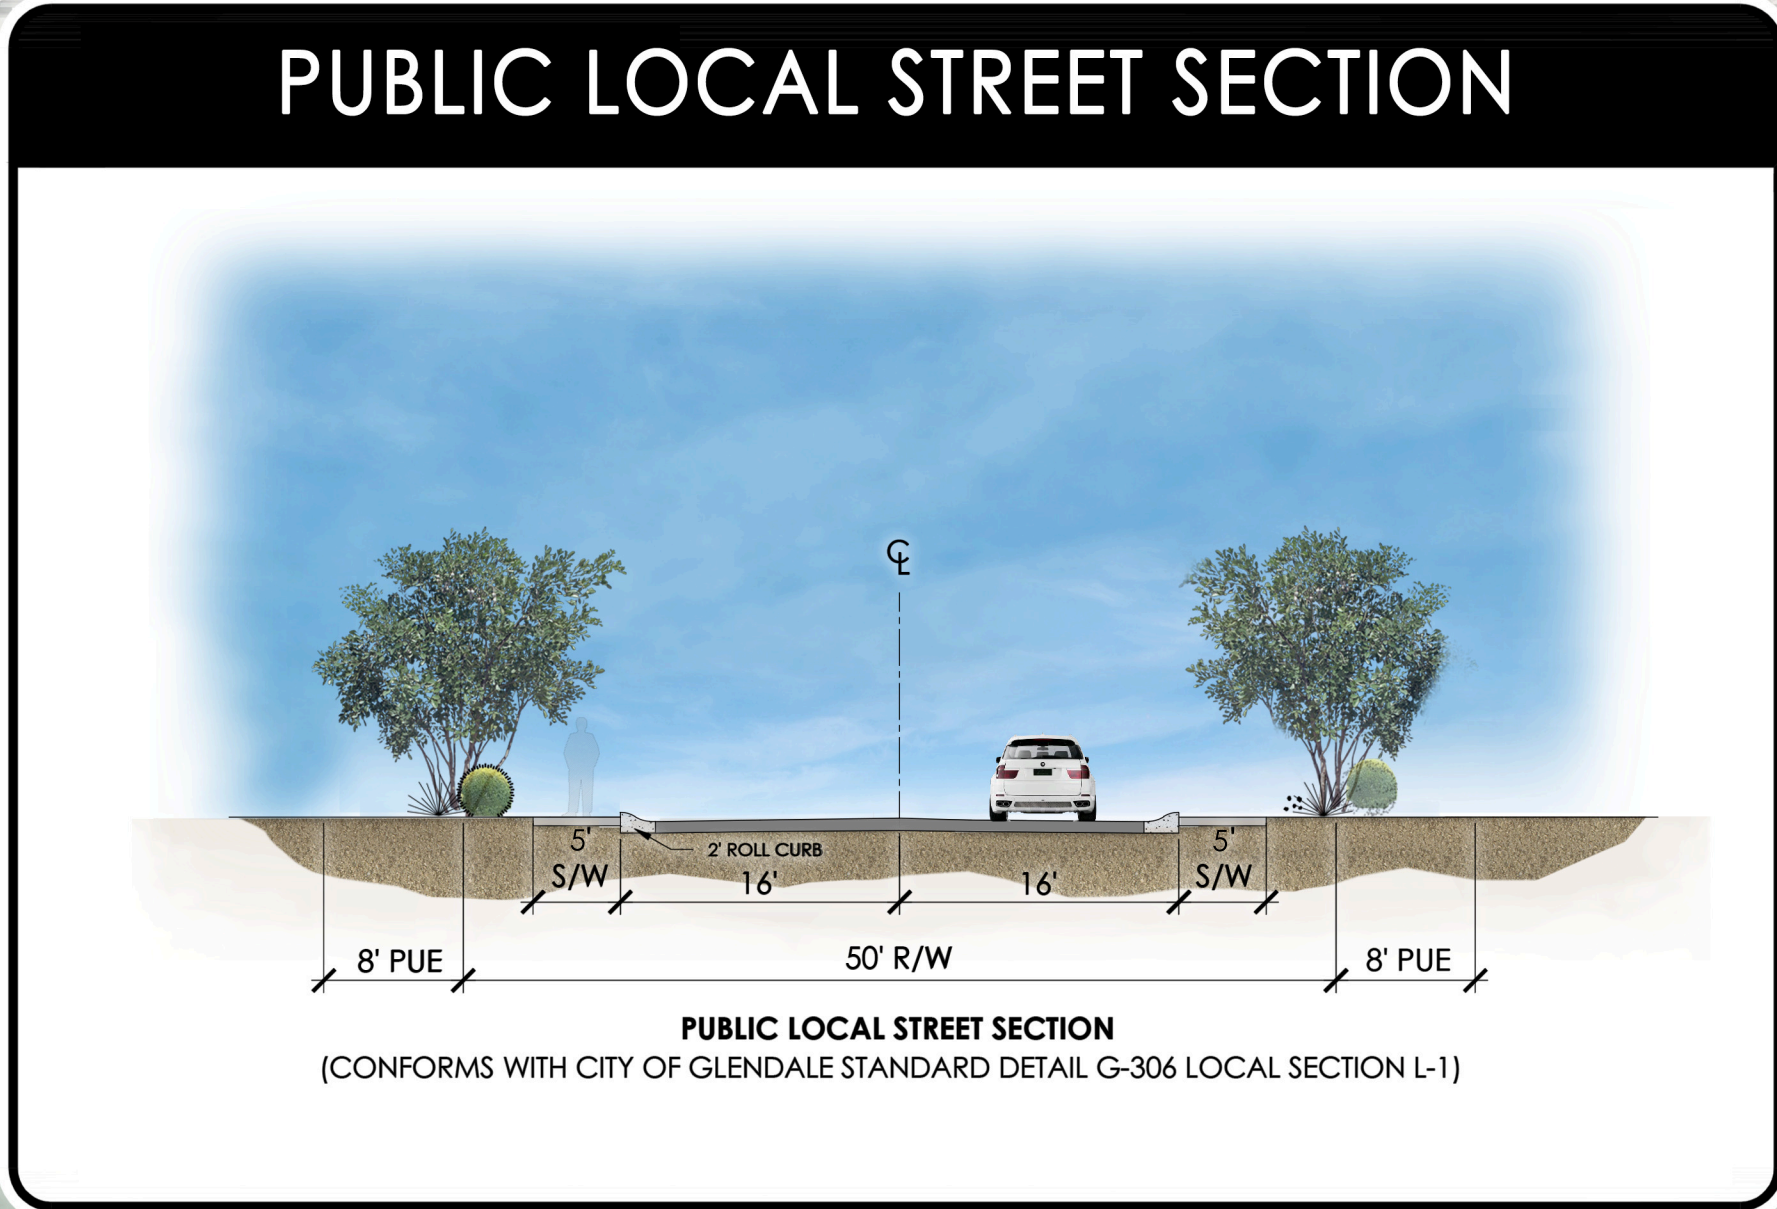 PUBLIC LOCAL STREET SECTION
℄
5'
S/W
2' ROLL CURB
16'
16'
5'
S/W
8' PUE
50' R/W
8' PUE
PUBLIC LOCAL STREET SECTION
(CONFORMS WITH CITY OF GLENDALE STANDARD DETAIL G-306 LOCAL SECTION L-1)